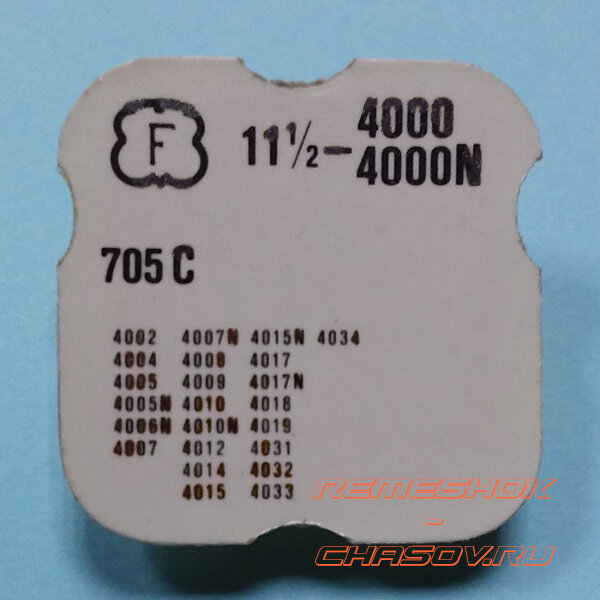 F 11½- 4000
4000N
705 C
4002 4007N 4015N 4034
4004 4008 4017
4005 4009 4017N
4005N 4010 4018
4006N 4010N 4019
4007 4012 4031
4014 4032
4015 4033
REMESHOK
-
CHASOV.RU